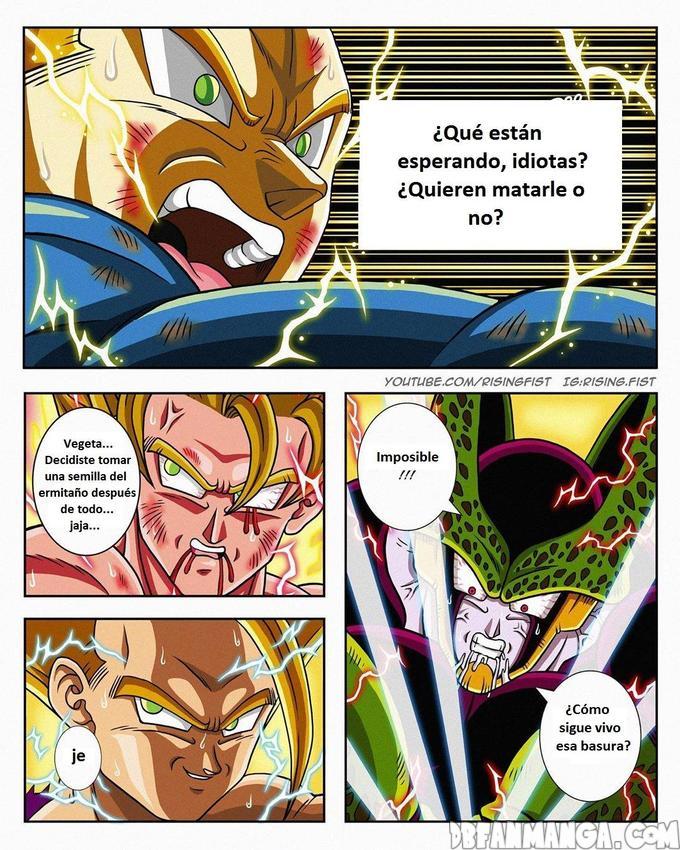 ¿Qué están
esperando, idiotas?
¿Quieren matarle o
no?
YOUTUBE.COM/RISINGFIST IG:RISING.FIST
Vegeta...
Decidiste tomar
una semilla del
ermitaño después
de todo...
jaja...
Imposible
!!!
je
¿Cómo
sigue vivo
esa basura?
DBFANMANGA.COM